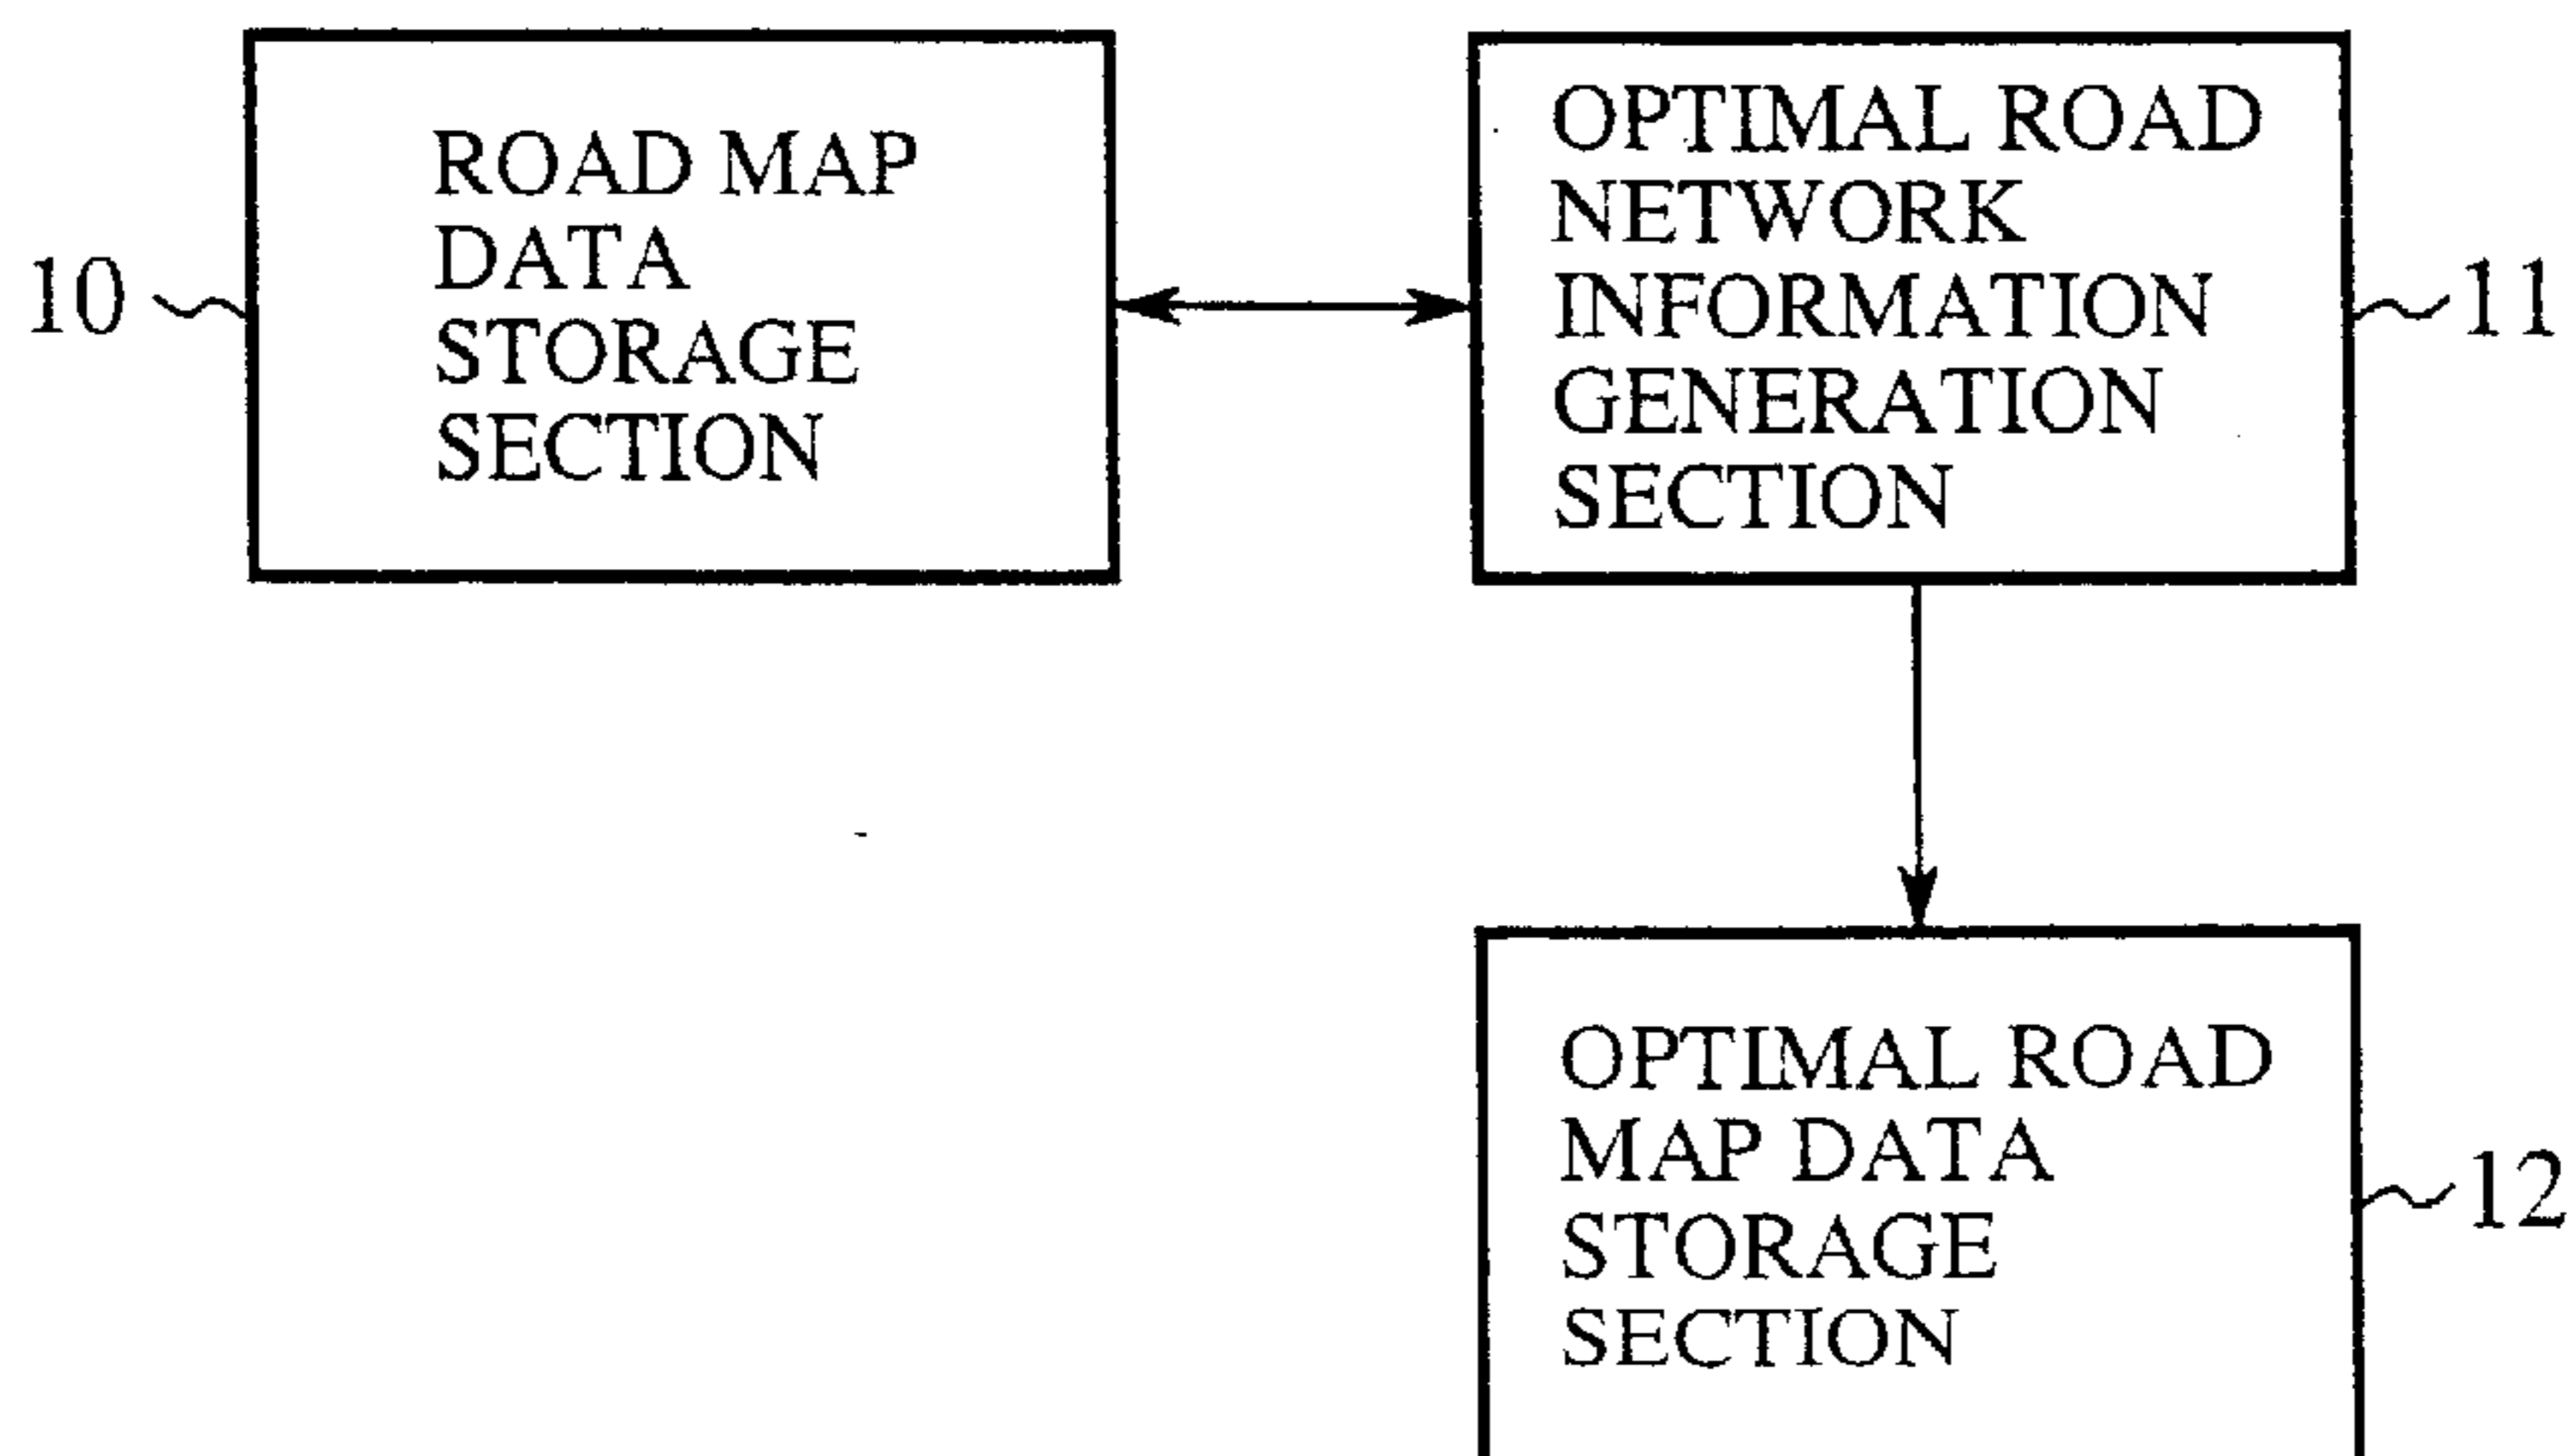 ROAD MAP
DATA
STORAGE
SECTION
10
OPTIMAL ROAD
NETWORK
INFORMATION
GENERATION
SECTION
11
OPTIMAL ROAD
MAP DATA
STORAGE
SECTION
12